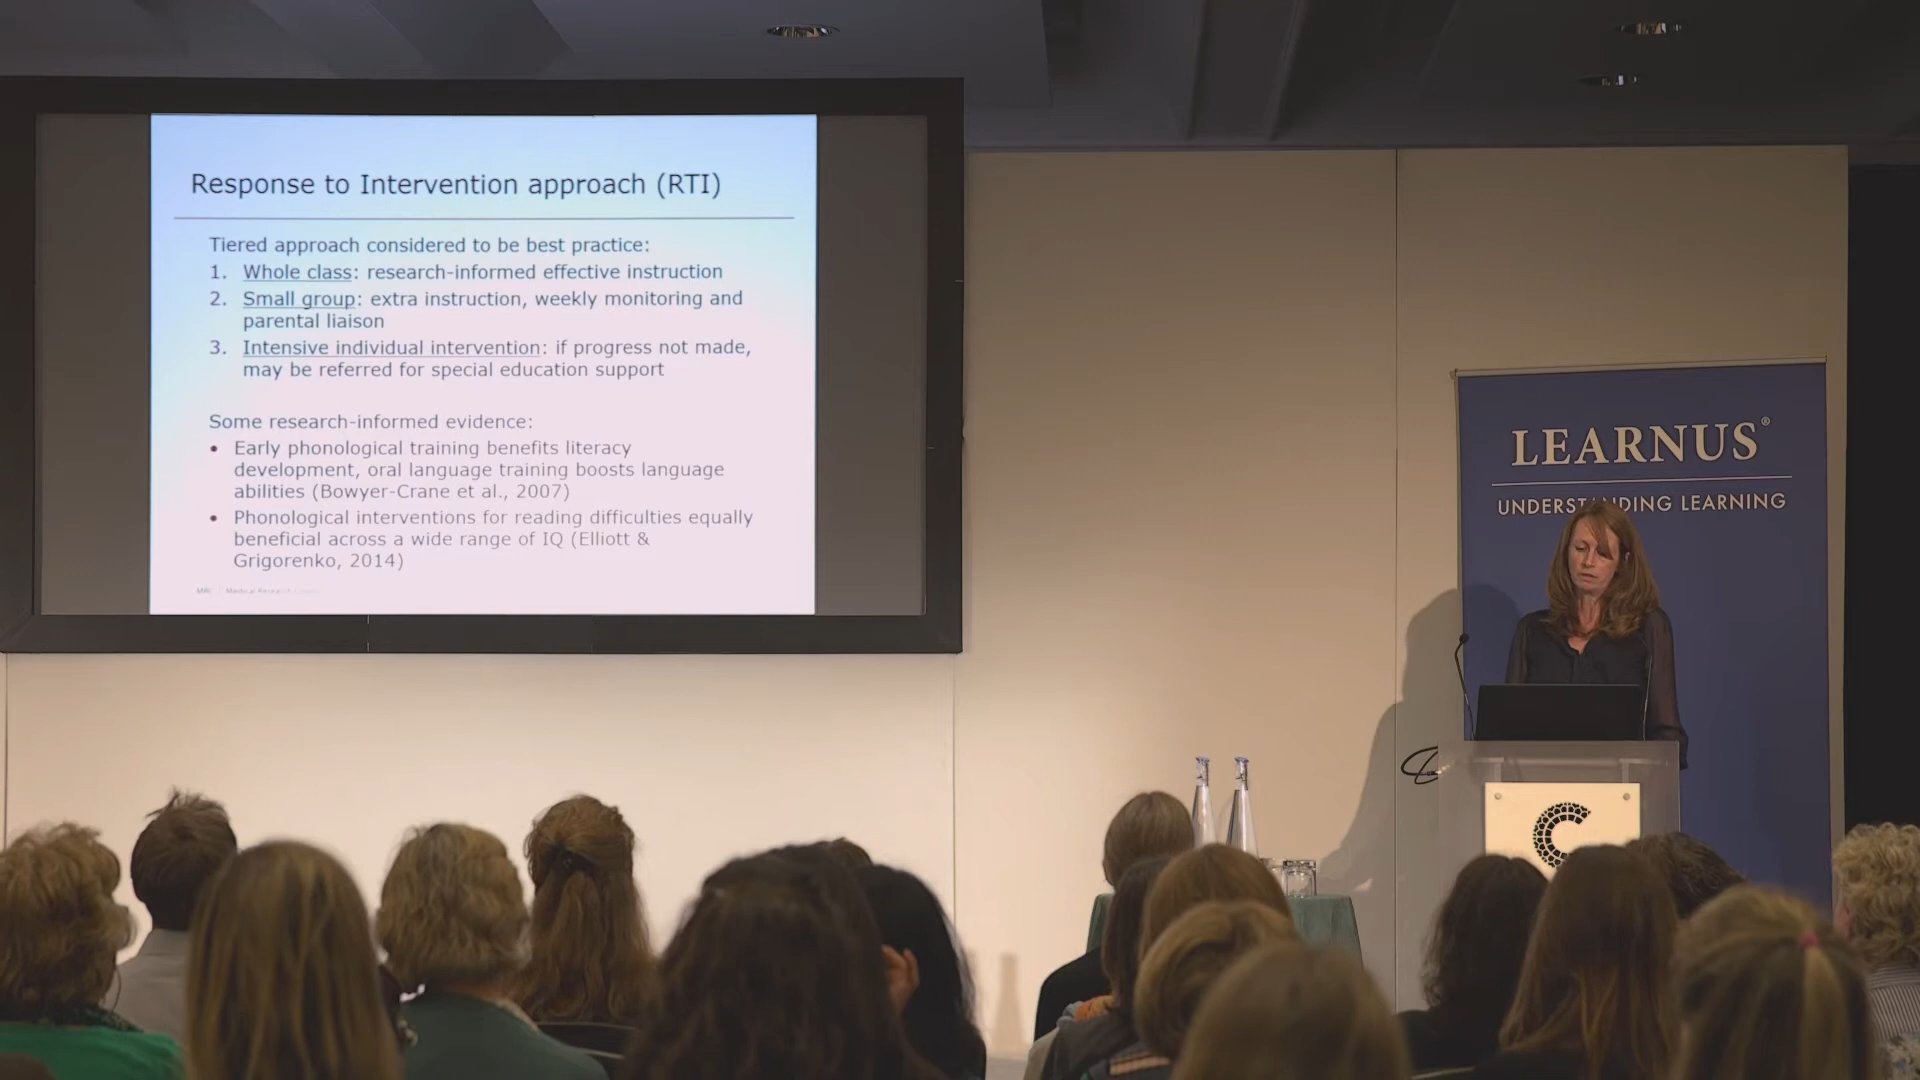 Response to Intervention approach (RTI)
Tiered approach considered to be best practice:
1. Whole class: research-informed effective instruction
2. Small group: extra instruction, weekly monitoring and
parental liaison
3. Intensive individual intervention: if progress not made,
may be referred for special education support
Some research-informed evidence:
• Early phonological training benefits literacy
development, oral language training boosts language
abilities (Bowyer-Crane et al., 2007)
• Phonological interventions for reading difficulties equally
beneficial across a wide range of IQ (Elliott &
Grigorenko, 2014)
MRC | Medical Research
LEARNUS®
UNDERSTANDING LEARNING
C